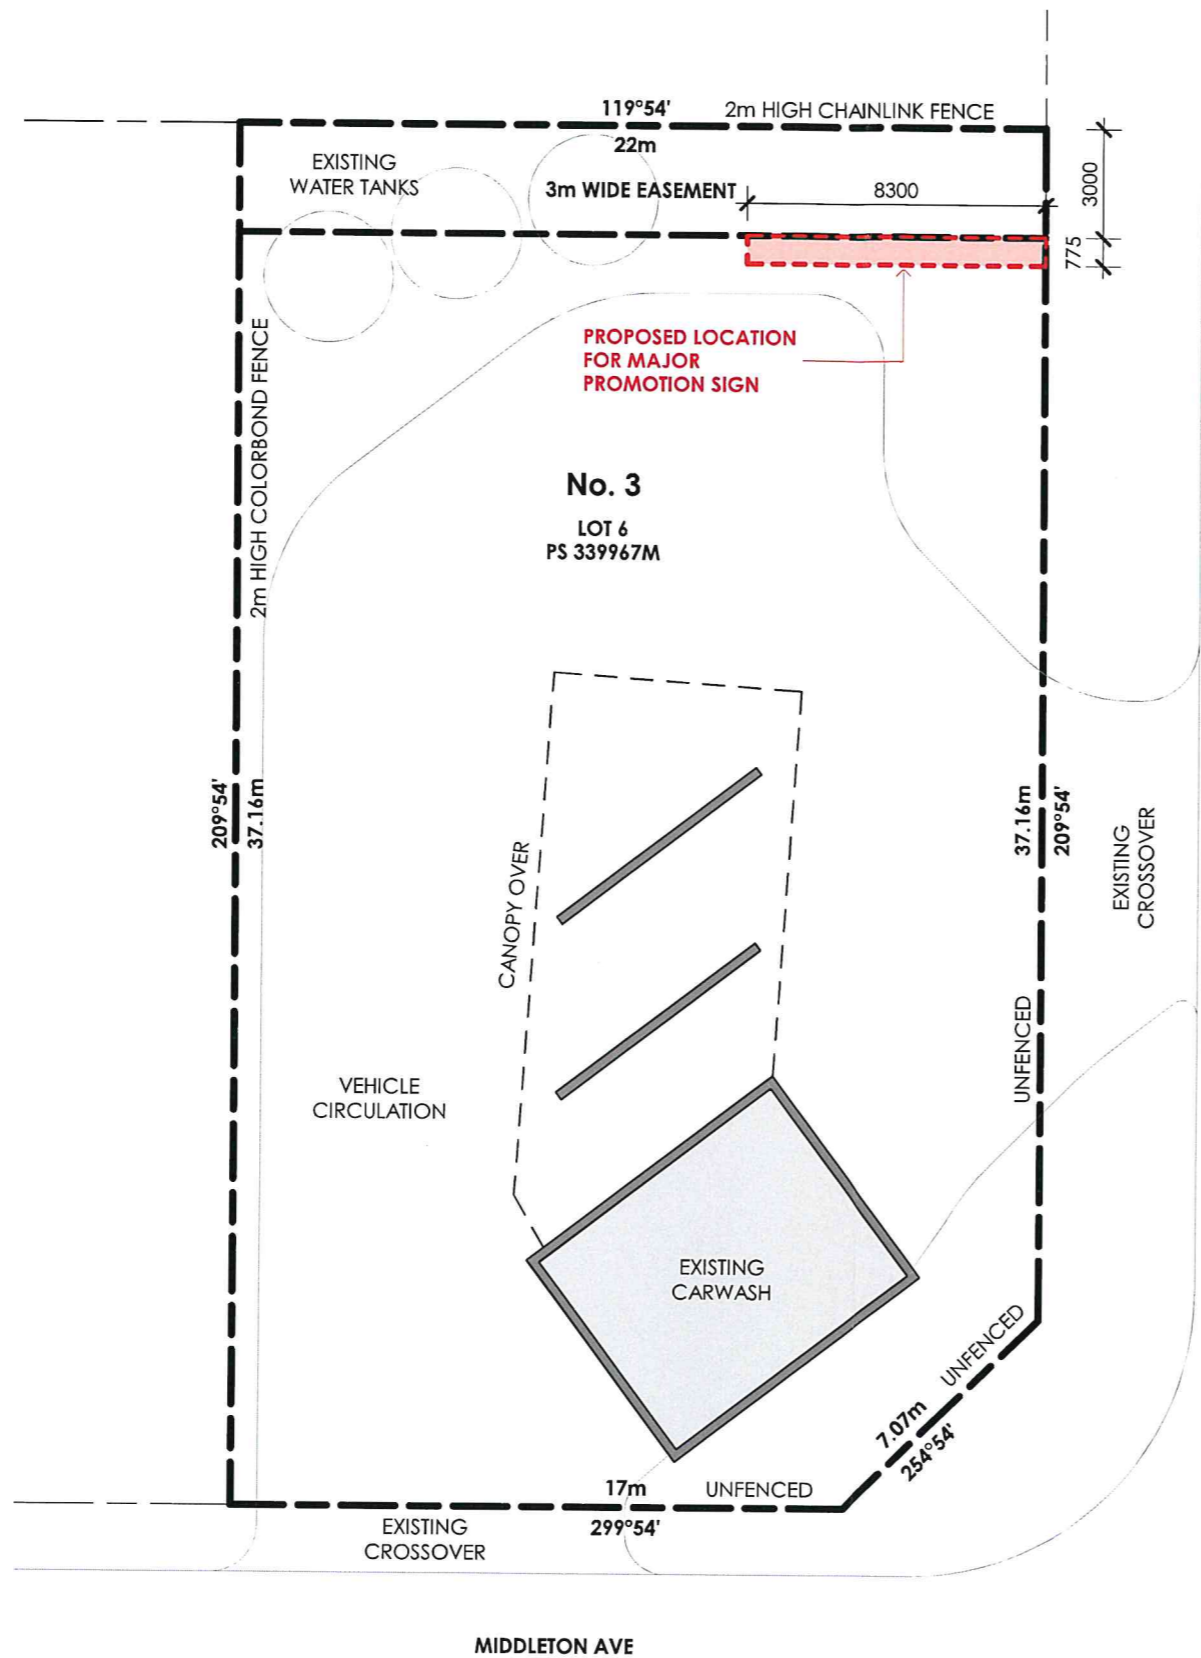 119°54'
2m HIGH CHAINLINK FENCE
22m
EXISTING
WATER TANKS
3m WIDE EASEMENT
8300
3000
775
PROPOSED LOCATION
FOR MAJOR
PROMOTION SIGN
2m HIGH COLORBOND FENCE
No. 3
LOT 6
PS 339967M
209°54'
37.16m
CANOPY OVER
37.16m
209°54'
EXISTING
CROSSOVER
UNFENCED
VEHICLE
CIRCULATION
EXISTING
CARWASH
UNFENCED
7.07m
254°54'
17m
UNFENCED
299°54'
EXISTING
CROSSOVER
MIDDLETON AVE